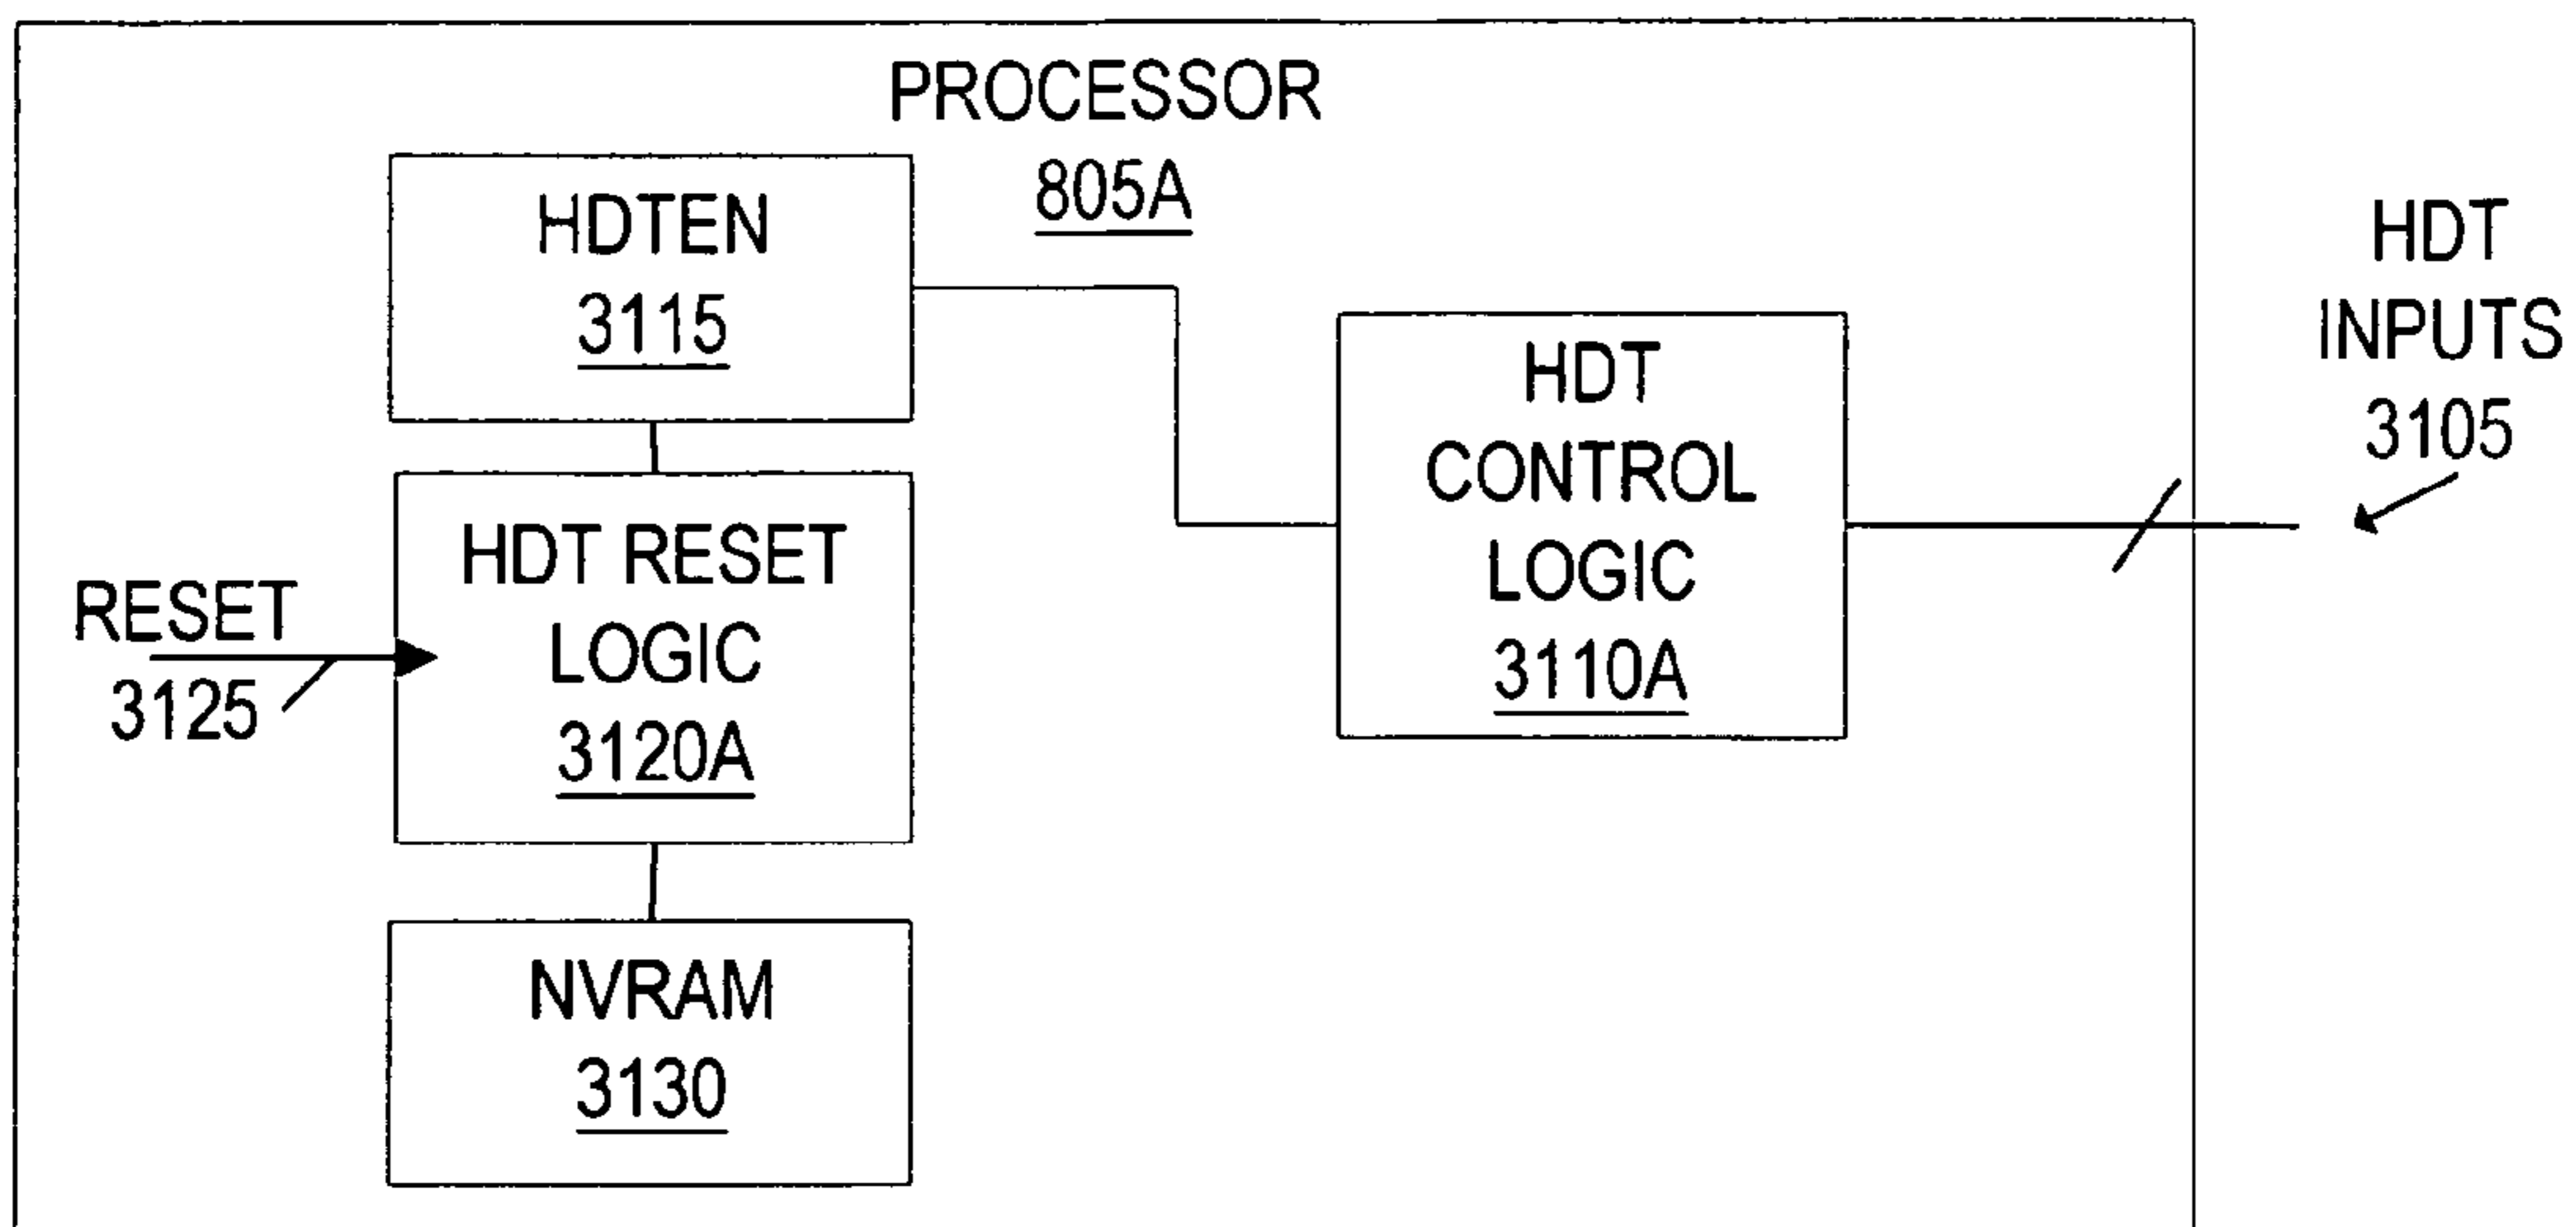 PROCESSOR
805A
HDTEN
3115
HDT
INPUTS
3105
HDT
CONTROL
LOGIC
3110A
HDT RESET
LOGIC
3120A
RESET
3125
NVRAM
3130